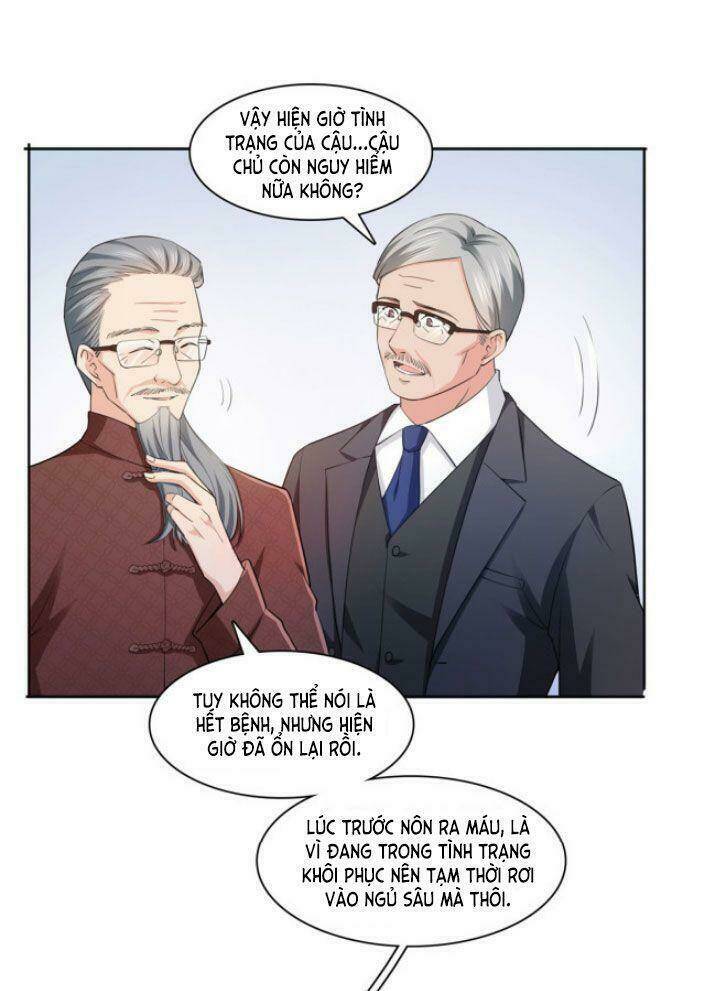 VẬY HIỆN GIỜ TÌNH
TRẠNG CỦA CẬU...CẬU
CHỦ CÒN NGUY HIỂM
NỮA KHÔNG?
TUY KHÔNG THỂ NÓI LÀ
HẾT BỆNH, NHƯNG HIỆN
GIỜ ĐÃ ỔN LẠI RỒI.
LÚC TRƯỚC NÔN RA MÁU, LÀ
VÌ ĐANG TRONG TÌNH TRẠNG
KHÔI PHỤC NÊN TẠM THỜI RƠI
VÀO NGỦ SÂU MÀ THÔI.